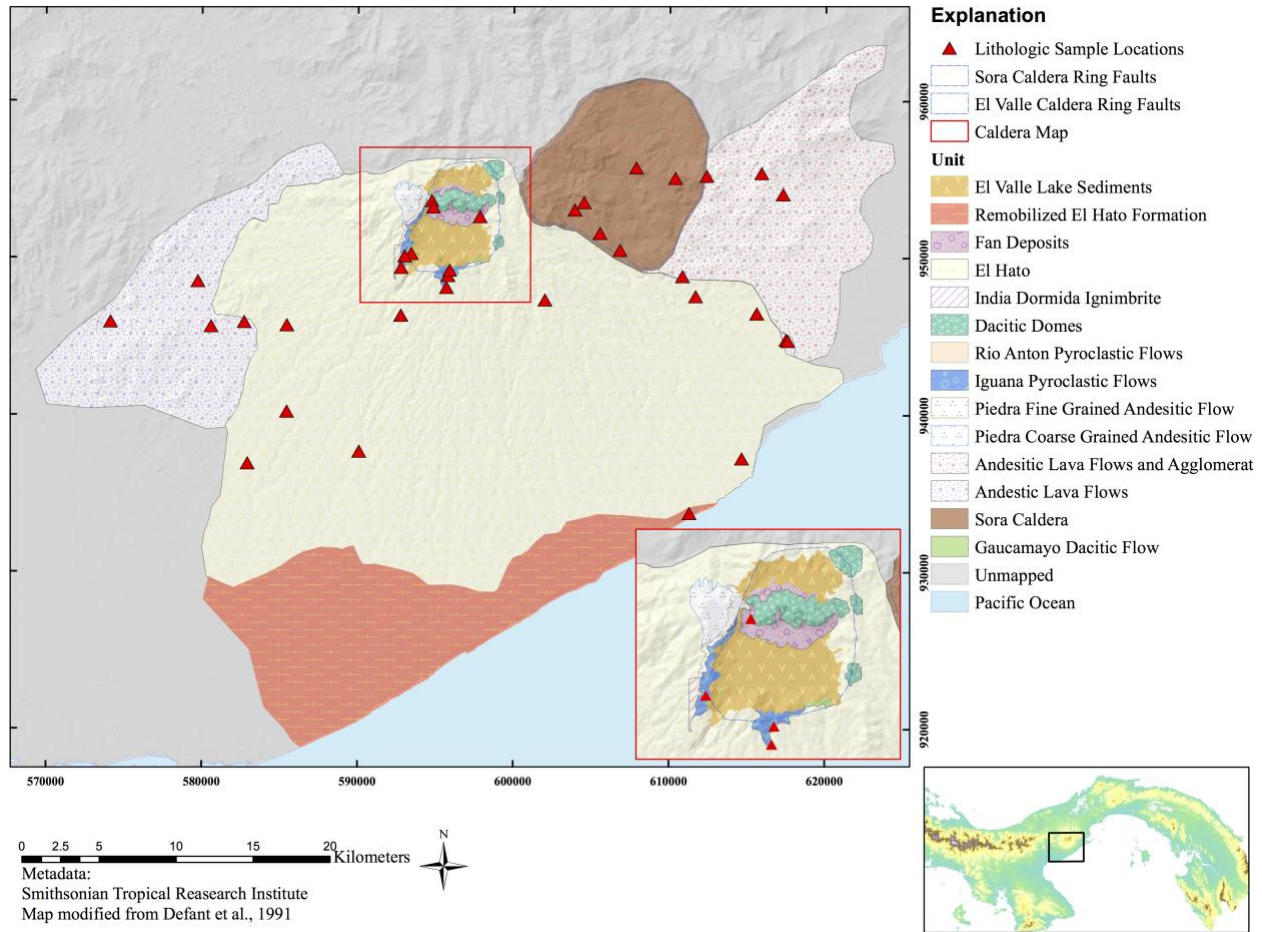 Explanation
Lithologic Sample Locations
Sora Caldera Ring Faults
El Valle Caldera Ring Faults
Caldera Map
Unit
El Valle Lake Sediments
Remobilized El Hato Formation
Fan Deposits
El Hato
India Dormida Ignimbrite
Dacitic Domes
Rio Anton Pyroclastic Flows
Iguana Pyroclastic Flows
Piedra Fine Grained Andesitic Flow
Piedra Coarse Grained Andesitic Flow
Andesitic Lava Flows and Agglomerat
Andestic Lava Flows
Sora Caldera
Gaucamayo Dacitic Flow
Unmapped
Pacific Ocean
960000
950000
940000
930000
920000
570000 580000 590000 600000 610000 620000
0 2.5 5 10 15 20
Kilometers
N
Metadata:
Smithsonian Tropical Reasearch Institute
Map modified from Defant et al., 1991